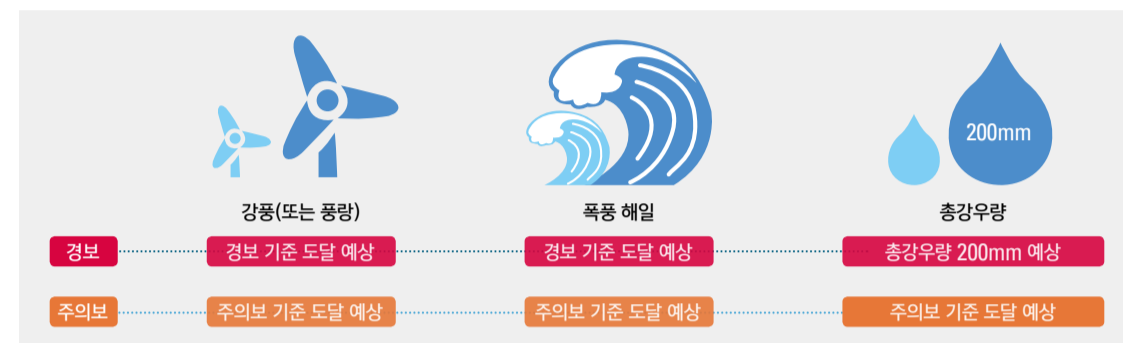 200mm
강풍(또는 풍랑) 폭풍 해일 총강우량
경보 경보 기준 도달 예상 경보 기준 도달 예상 총강우량 200mm 예상
주의보 주의보 기준 도달 예상 주의보 기준 도달 예상 주의보 기준 도달 예상